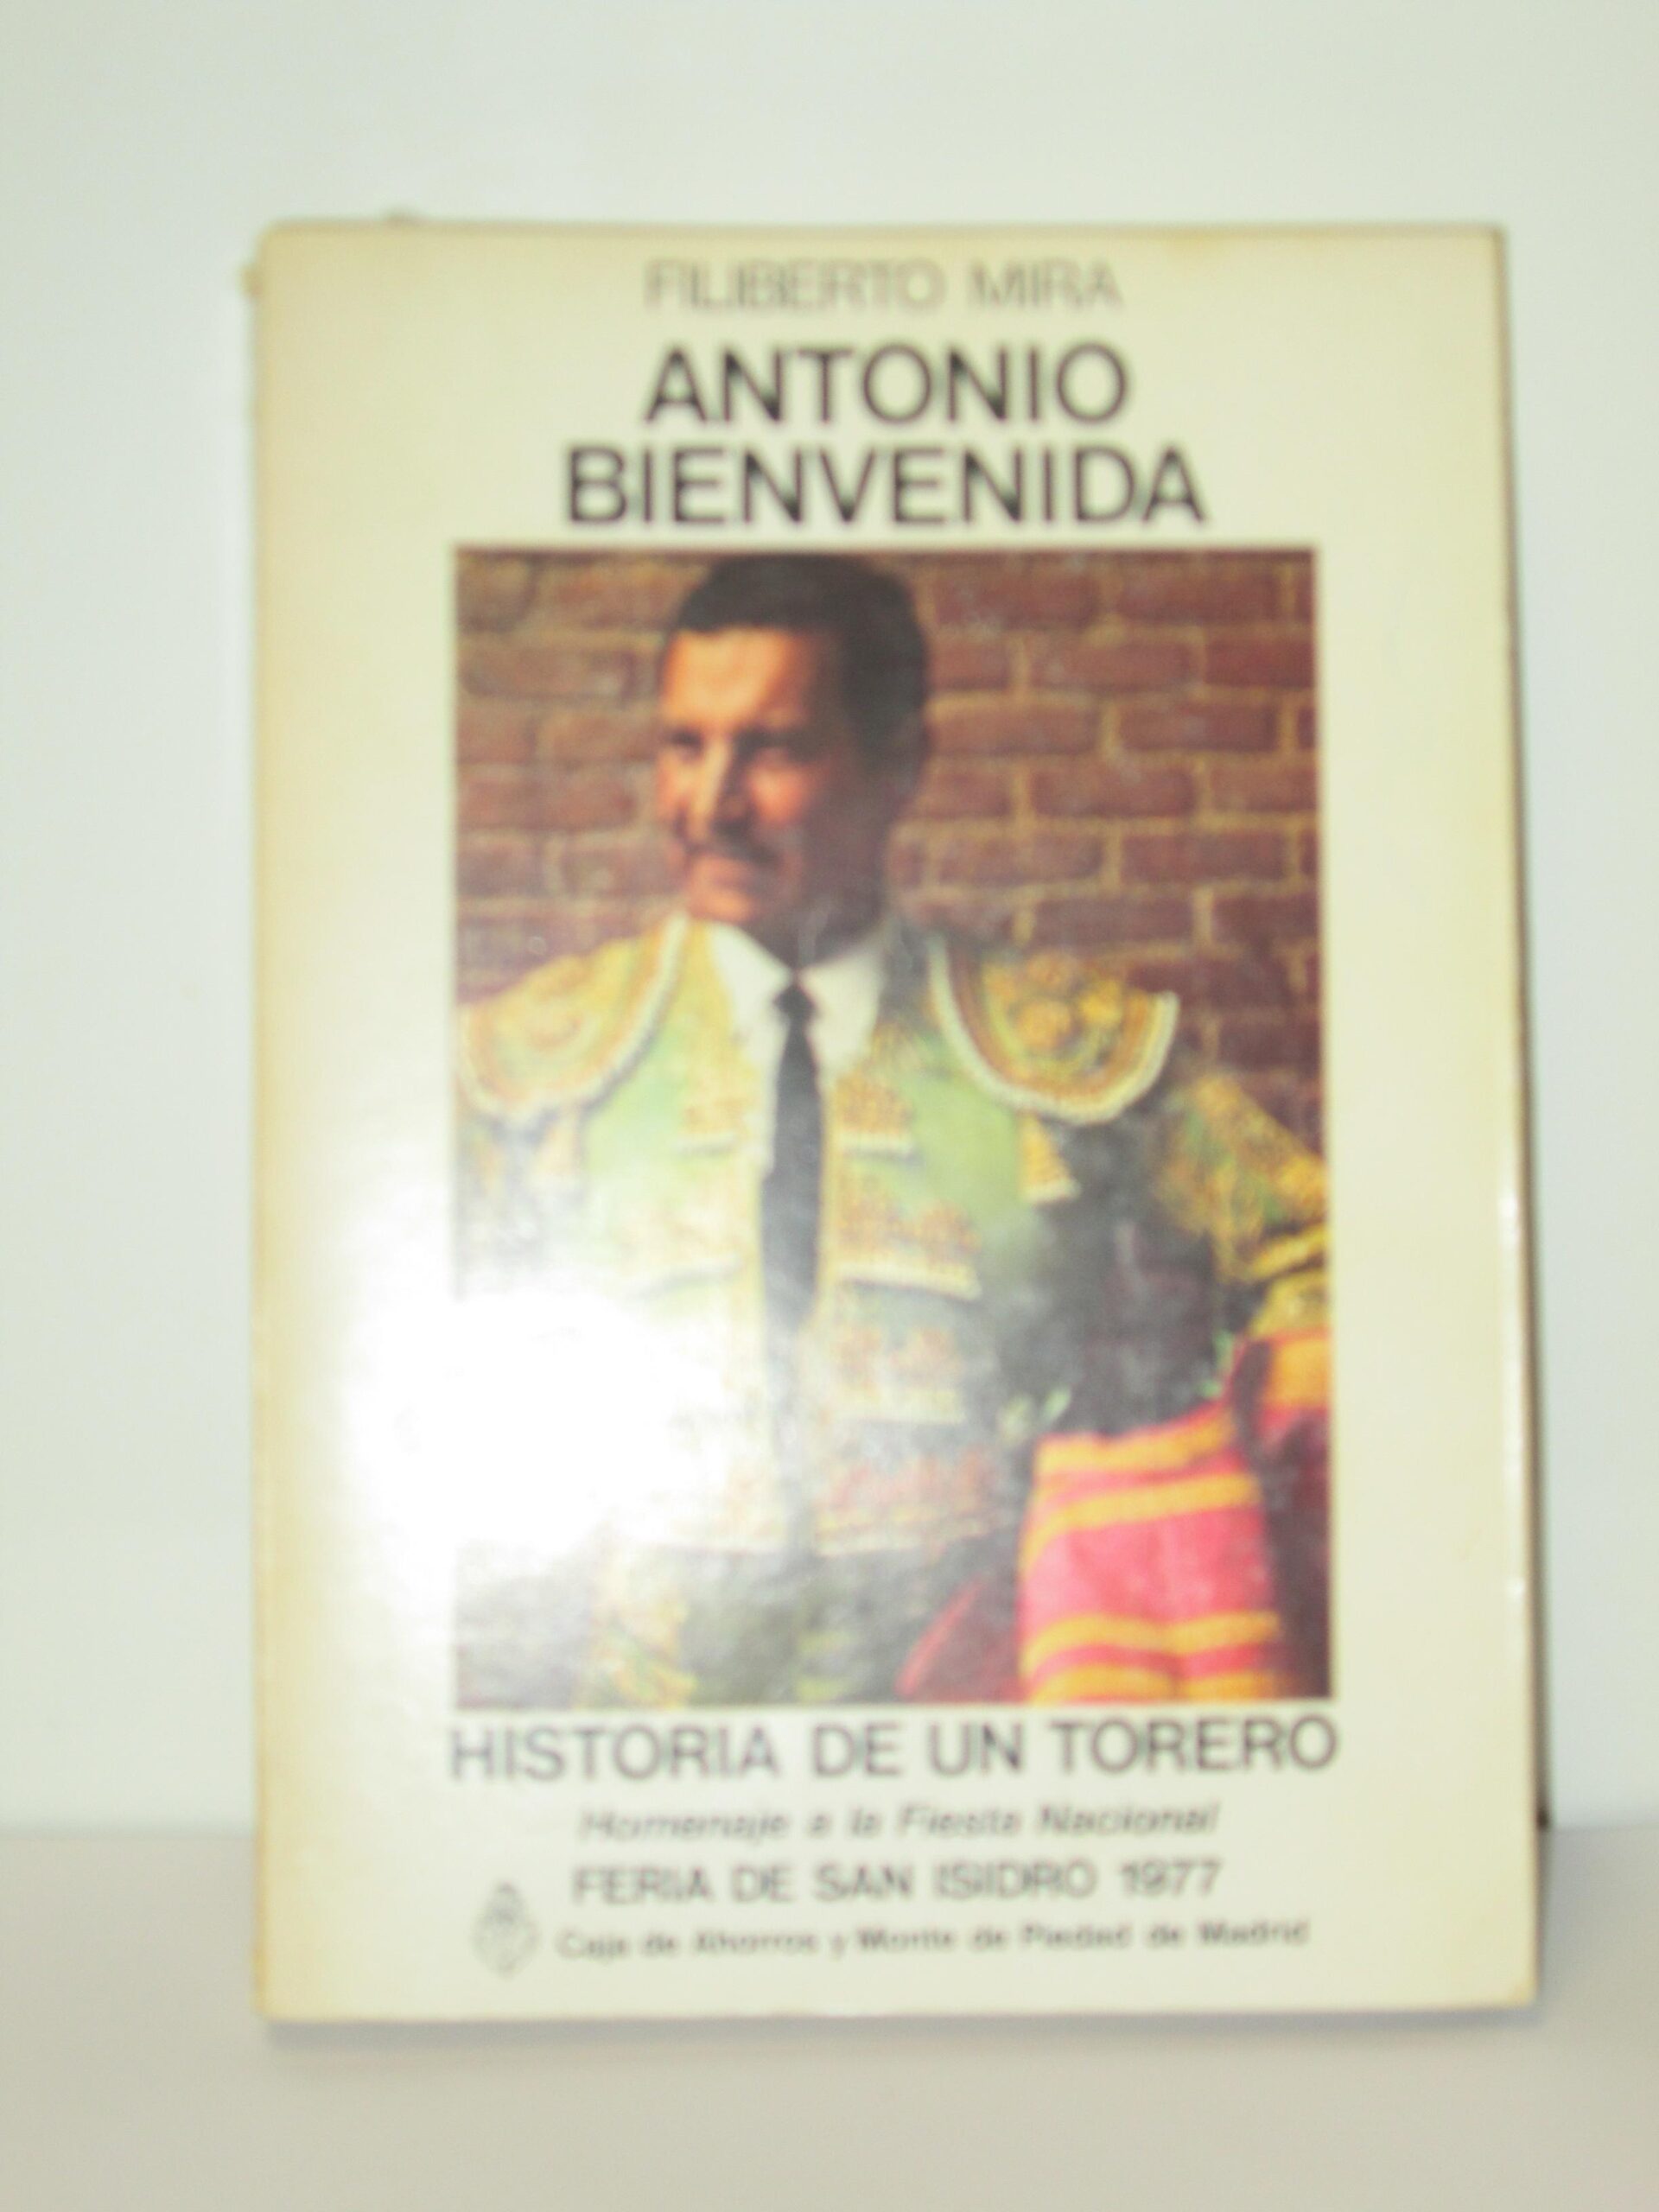 FILIBERTO MIRA
ANTONIO
BIENVENIDA
HISTORIA DE UN TORERO
Homenaje a la Fiesta Nacional
FERIA DE SAN ISIDRO 1977
Caja de Ahorros y Monte de Piedad de Madrid